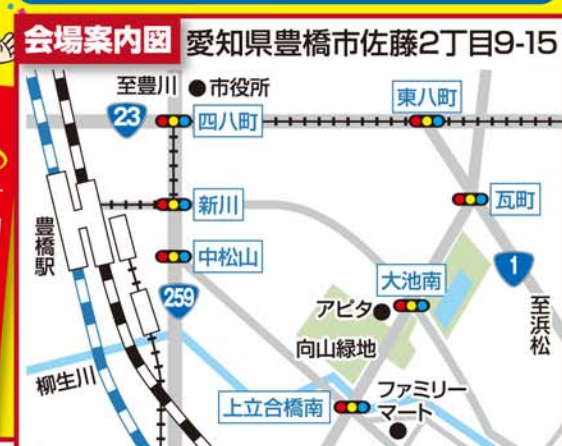 会場案内図 愛知県豊橋市佐藤2丁目9-15
至豊川 ●市役所
東八町
23
四八町
瓦町
新川
豊橋駅
中松山
1
大池南
259
アピタ
至浜松
向山緑地
柳生川
ファミリー
マート
上立合橋南